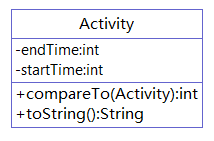 Activity
-endTime:int
-startTime:int
+compareTo(Activity):int
+toString():String